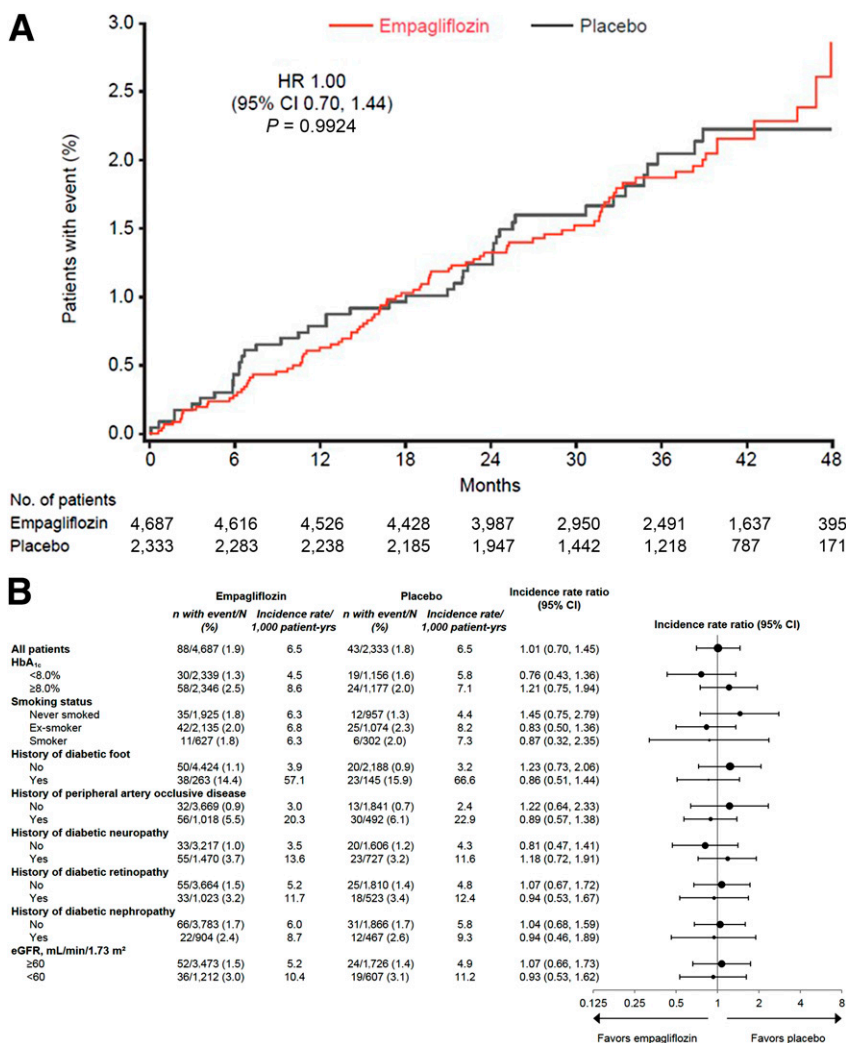 A
Empagliflozin Placebo
HR 1.00
(95% CI 0.70, 1.44)
P = 0.9924
Patients with event (%)
3.0
2.5
2.0
1.5
1.0
0.5
0.0
0 6 12 18 24 30 36 42 48
Months
No. of patients
Empagliflozin 4,687 4,616 4,526 4,428 3,987 2,950 2,491 1,637 395
Placebo 2,333 2,283 2,238 2,185 1,947 1,442 1,218 787 171
B
Empagliflozin Placebo Incidence rate ratio
(95% CI)
n with event/N Incidence rate/ n with event/N Incidence rate/ Incidence rate ratio (95% CI)
(%) 1,000 patient-yrs (%) 1,000 patient-yrs
All patients 88/4,687 (1.9) 6.5 43/2,333 (1.8) 6.5 1.01 (0.70, 1.45)
HbA1c
<8.0% 30/2,339 (1.3) 4.5 19/1,156 (1.6) 5.8 0.76 (0.43, 1.36)
≥8.0% 58/2,346 (2.5) 8.6 24/1,177 (2.0) 7.1 1.21 (0.75, 1.94)
Smoking status
Never smoked 35/1,925 (1.8) 6.3 12/957 (1.3) 4.4 1.45 (0.75, 2.79)
Ex-smoker 42/2,135 (2.0) 6.8 25/1,074 (2.3) 8.2 0.83 (0.50, 1.36)
Smoker 11/627 (1.8) 6.3 6/302 (2.0) 7.3 0.87 (0.32, 2.35)
History of diabetic foot
No 50/4,424 (1.1) 3.9 20/2,188 (0.9) 3.2 1.23 (0.73, 2.06)
Yes 38/263 (14.4) 57.1 23/145 (15.9) 66.6 0.86 (0.51, 1.44)
History of peripheral artery occlusive disease
No 32/3,669 (0.9) 3.0 13/1,841 (0.7) 2.4 1.22 (0.64, 2.33)
Yes 56/1,018 (5.5) 20.3 30/492 (6.1) 22.9 0.89 (0.57, 1.38)
History of diabetic neuropathy
No 33/3,217 (1.0) 3.5 20/1,606 (1.2) 4.3 0.81 (0.47, 1.41)
Yes 55/1,470 (3.7) 13.6 23/727 (3.2) 11.6 1.18 (0.72, 1.91)
History of diabetic retinopathy
No 55/3,664 (1.5) 5.2 25/1,810 (1.4) 4.8 1.07 (0.67, 1.72)
Yes 33/1,023 (3.2) 11.7 18/523 (3.4) 12.4 0.94 (0.53, 1.67)
History of diabetic nephropathy
No 66/3,783 (1.7) 6.0 31/1,866 (1.7) 5.8 1.04 (0.68, 1.59)
Yes 22/904 (2.4) 8.7 12/467 (2.6) 9.3 0.94 (0.46, 1.89)
eGFR, mL/min/1.73 m²
≥60 52/3,473 (1.5) 5.2 24/1,726 (1.4) 4.9 1.07 (0.66, 1.73)
<60 36/1,212 (3.0) 10.4 19/607 (3.1) 11.2 0.93 (0.53, 1.62)
0.125 0.25 0.5 1 2 4 8
Favors empagliflozin Favors placebo